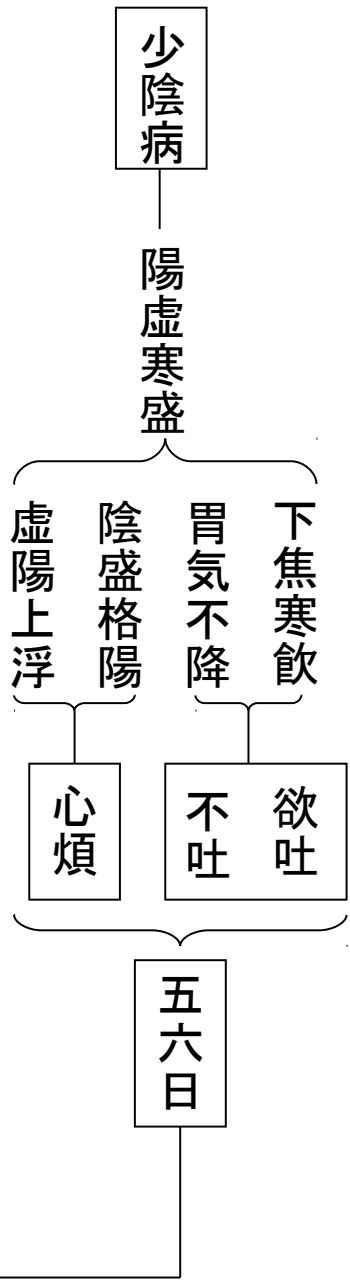 少陰病
陽虚寒盛
下焦寒飲
胃気不降
陰盛格陽
虚陽上浮
欲吐
不吐
心煩
五六日